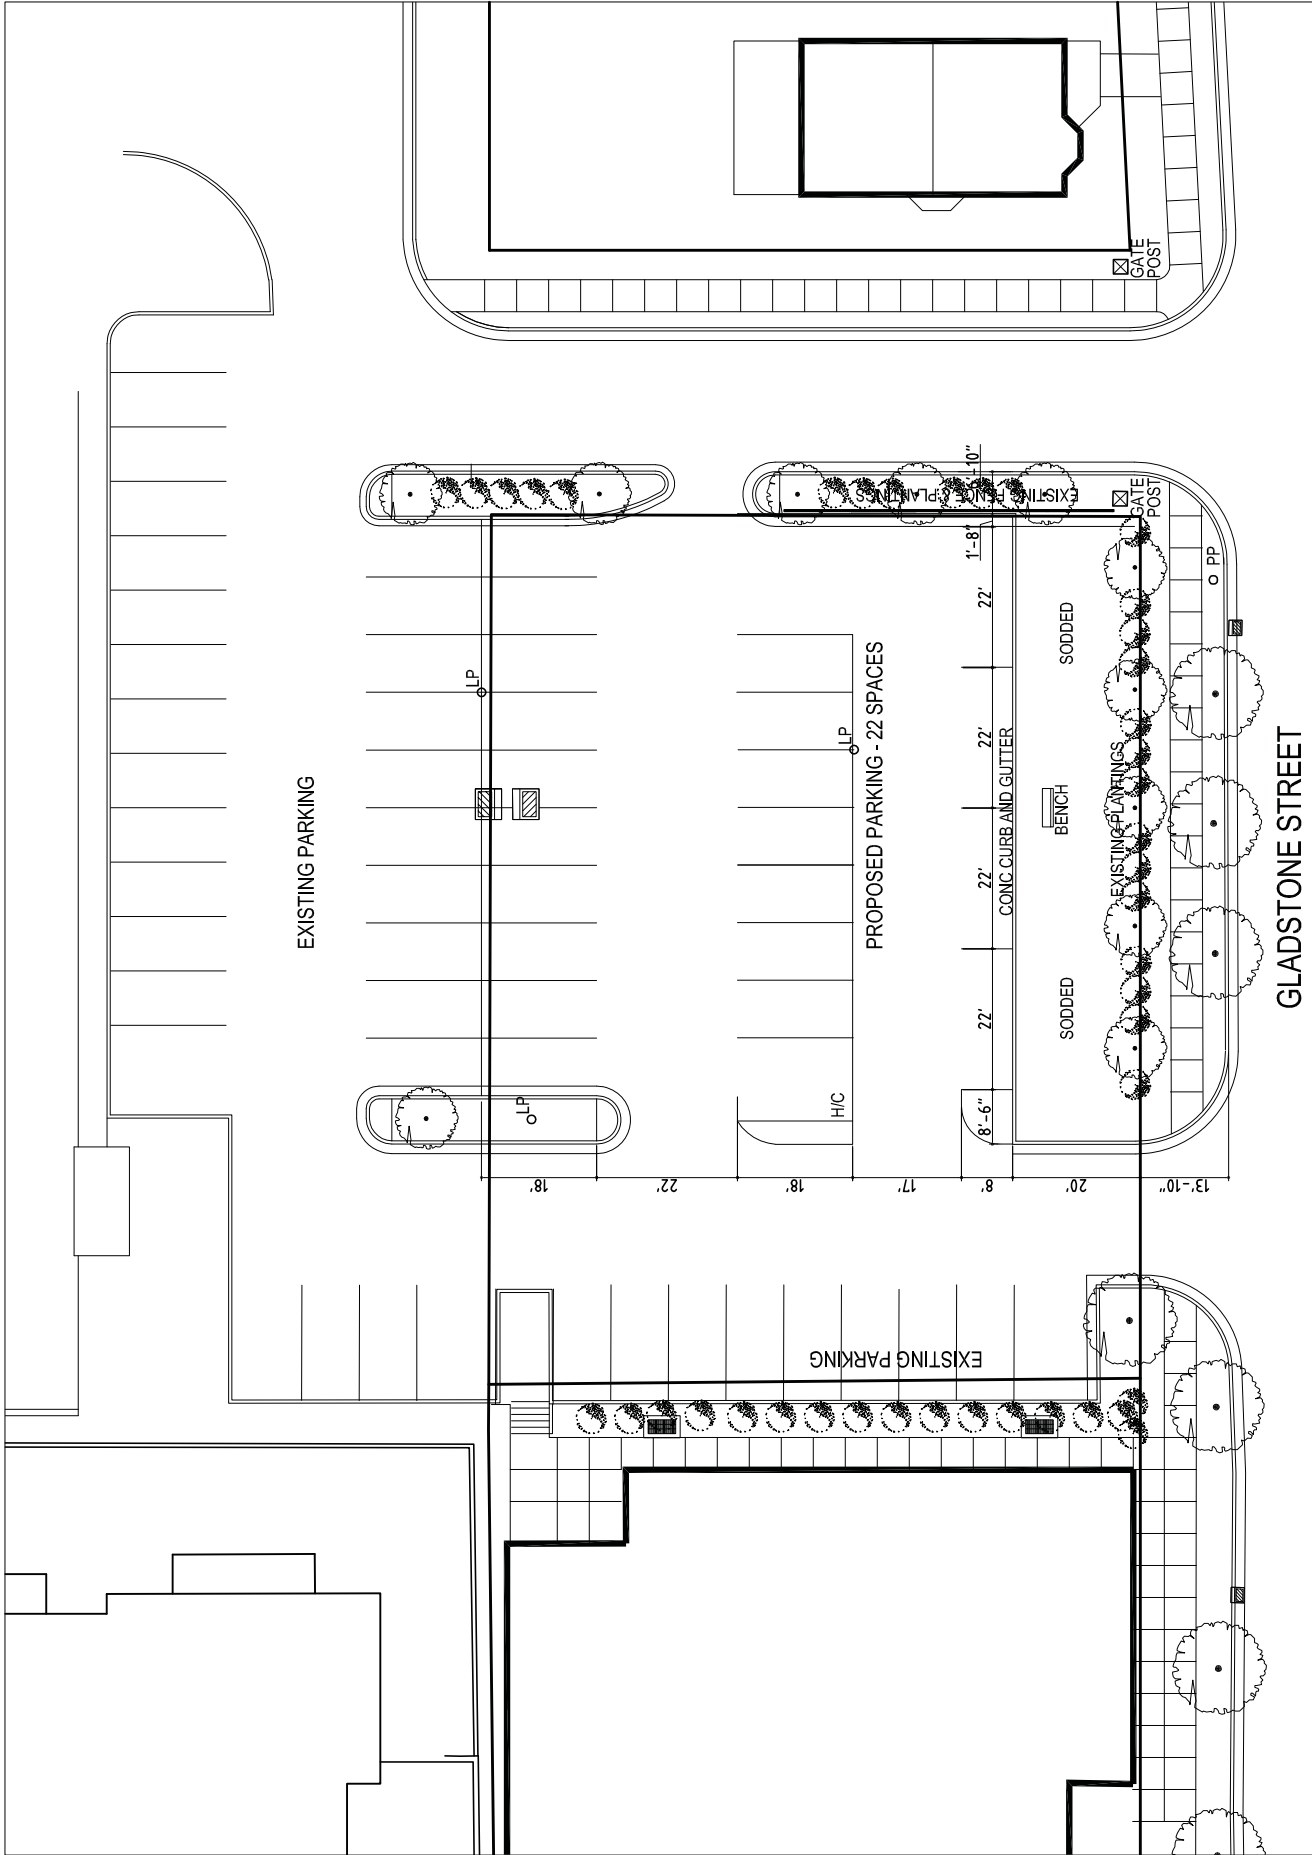 GATE
POST
EXISTING FENCE & PLANTINGS
6'-10"
1'-8"
GATE
POST
PP
22'
22'
22'
22'
8'-6"
SODDED
SODDED
LP
LP
LP
EXISTING PARKING
PROPOSED PARKING - 22 SPACES
CONC CURB AND GUTTER
BENCH
EXISTING PLANTINGS
GLADSTONE STREET
H/C
18'
22'
18'
17'
8'
20'
13'-10"
EXISTING PARKING